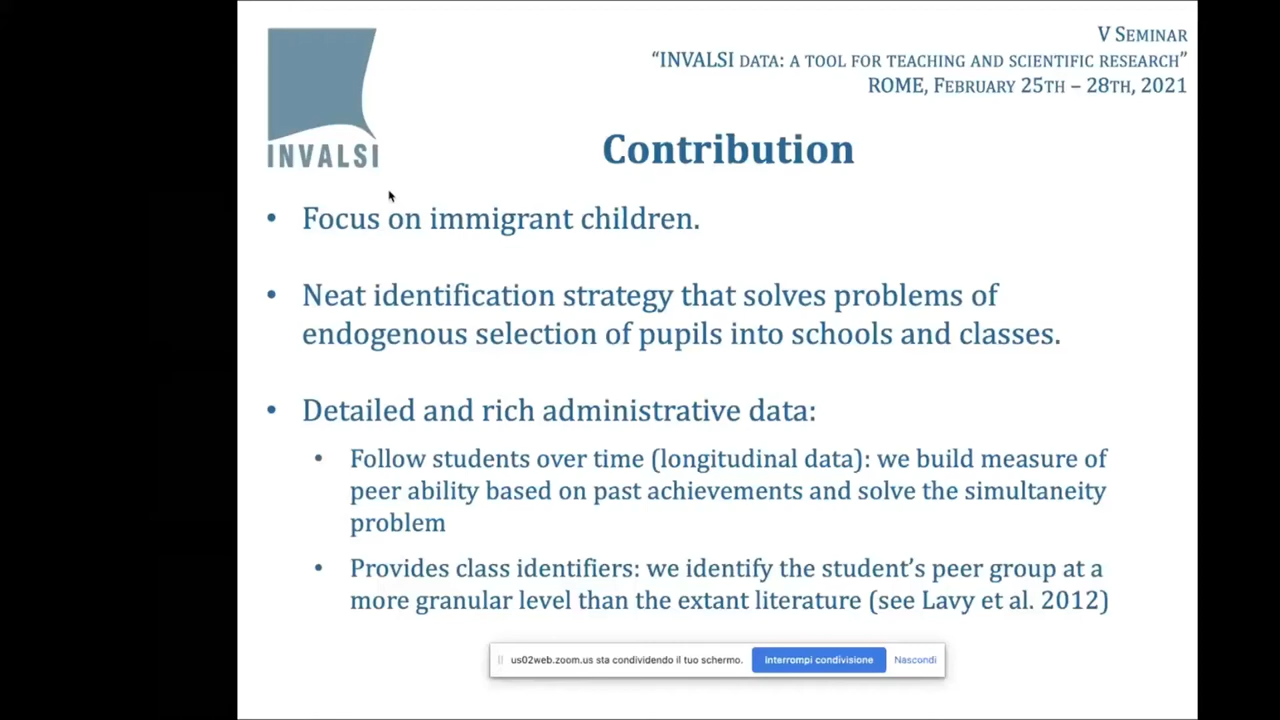 V SEMINAR
“INVALSI DATA: A TOOL FOR TEACHING AND SCIENTIFIC RESEARCH”
ROME, FEBRUARY 25TH – 28TH, 2021
INVALSI
Contribution
• Focus on immigrant children.
• Neat identification strategy that solves problems of
endogenous selection of pupils into schools and classes.
• Detailed and rich administrative data:
• Follow students over time (longitudinal data): we build measure of
peer ability based on past achievements and solve the simultaneity
problem
• Provides class identifiers: we identify the student’s peer group at a
more granular level than the extant literature (see Lavy et al. 2012)
us02web.zoom.us sta condividendo il tuo schermo. Interrompi condivisione Nascondi